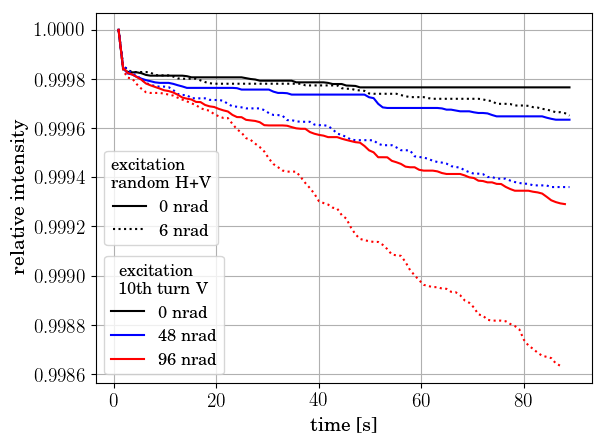 1.0000
0.9998
0.9996
0.9994
0.9992
0.9990
0.9988
0.9986
relative intensity
excitation
random H+V
0 nrad
6 nrad
excitation
10th turn V
0 nrad
48 nrad
96 nrad
0 20 40 60 80
time [s]